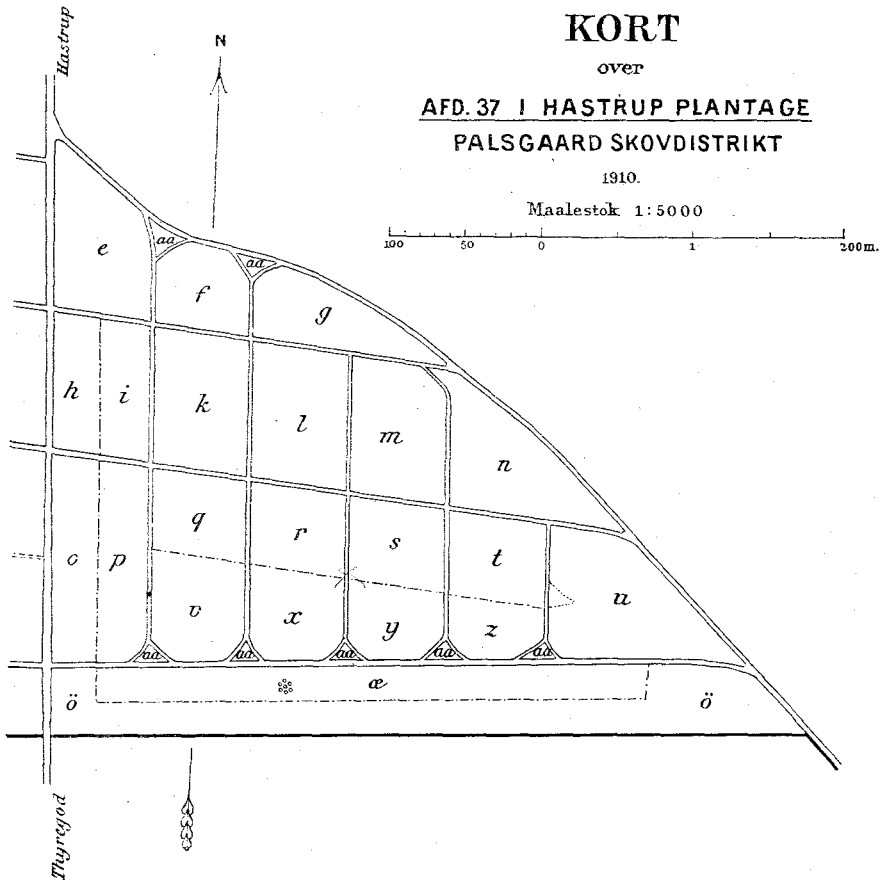 KORT
over
AFD. 37 I HASTRUP PLANTAGE
PALSGAARD SKOVDISTRIKT
1910.
Maalestok 1:5000
100 50 0 1 200m.
Hastrup
N
e
aa
aa
f
g
h
i
k
l
m
n
o
p
q
r
s
t
u
v
x
y
z
aa
aa
aa
aa
aa
ö
æ
ö
Thyregod